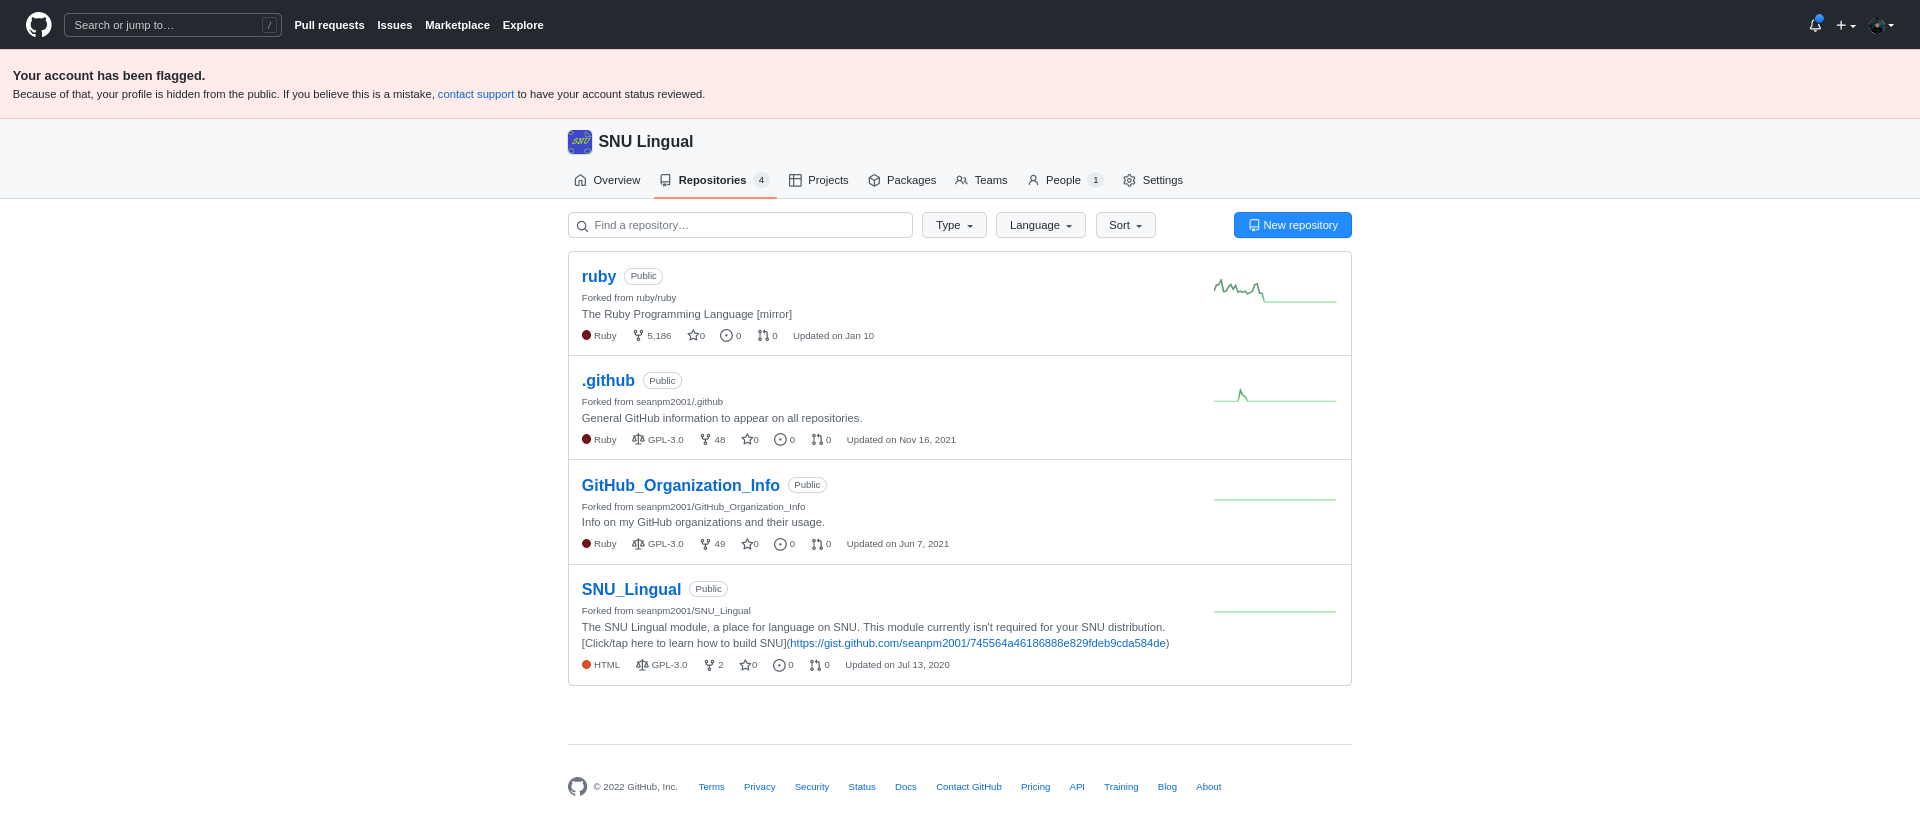 Search or jump to… /
Pull requests Issues Marketplace Explore
Your account has been flagged.
Because of that, your profile is hidden from the public. If you believe this is a mistake, contact support to have your account status reviewed.
SNU SNU Lingual
Overview Repositories 4 Projects Packages Teams People 1 Settings
Find a repository… Type Language Sort New repository
ruby Public
Forked from ruby/ruby
The Ruby Programming Language [mirror]
Ruby 5,186 0 0 0 Updated on Jan 10
.github Public
Forked from seanpm2001/.github
General GitHub information to appear on all repositories.
Ruby GPL-3.0 48 0 0 0 Updated on Nov 16, 2021
GitHub_Organization_Info Public
Forked from seanpm2001/GitHub_Organization_Info
Info on my GitHub organizations and their usage.
Ruby GPL-3.0 49 0 0 0 Updated on Jun 7, 2021
SNU_Lingual Public
Forked from seanpm2001/SNU_Lingual
The SNU Lingual module, a place for language on SNU. This module currently isn't required for your SNU distribution.
[Click/tap here to learn how to build SNU](https://gist.github.com/seanpm2001/745564a46186888e829fdeb9cda584de)
HTML GPL-3.0 2 0 0 0 Updated on Jul 13, 2020
© 2022 GitHub, Inc. Terms Privacy Security Status Docs Contact GitHub Pricing API Training Blog About